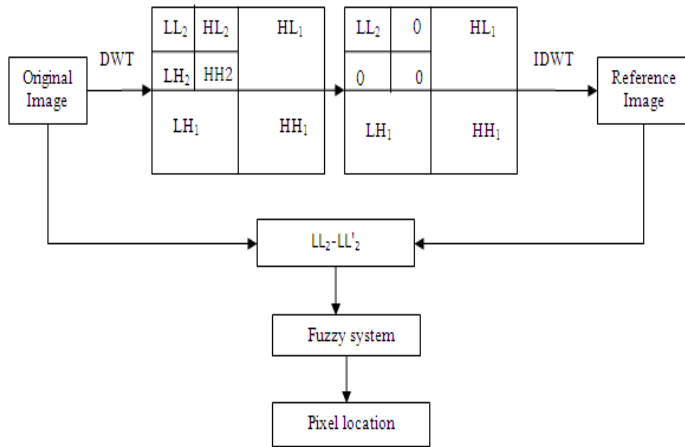 LL₂ HL₂ HL₁
LL₂ 0 HL₁
Original Image
DWT
LH₂ HH2
0 0
IDWT
Reference Image
LH₁ HH₁
LH₁ HH₁
LL₂-LL'₂
Fuzzy system
Pixel location